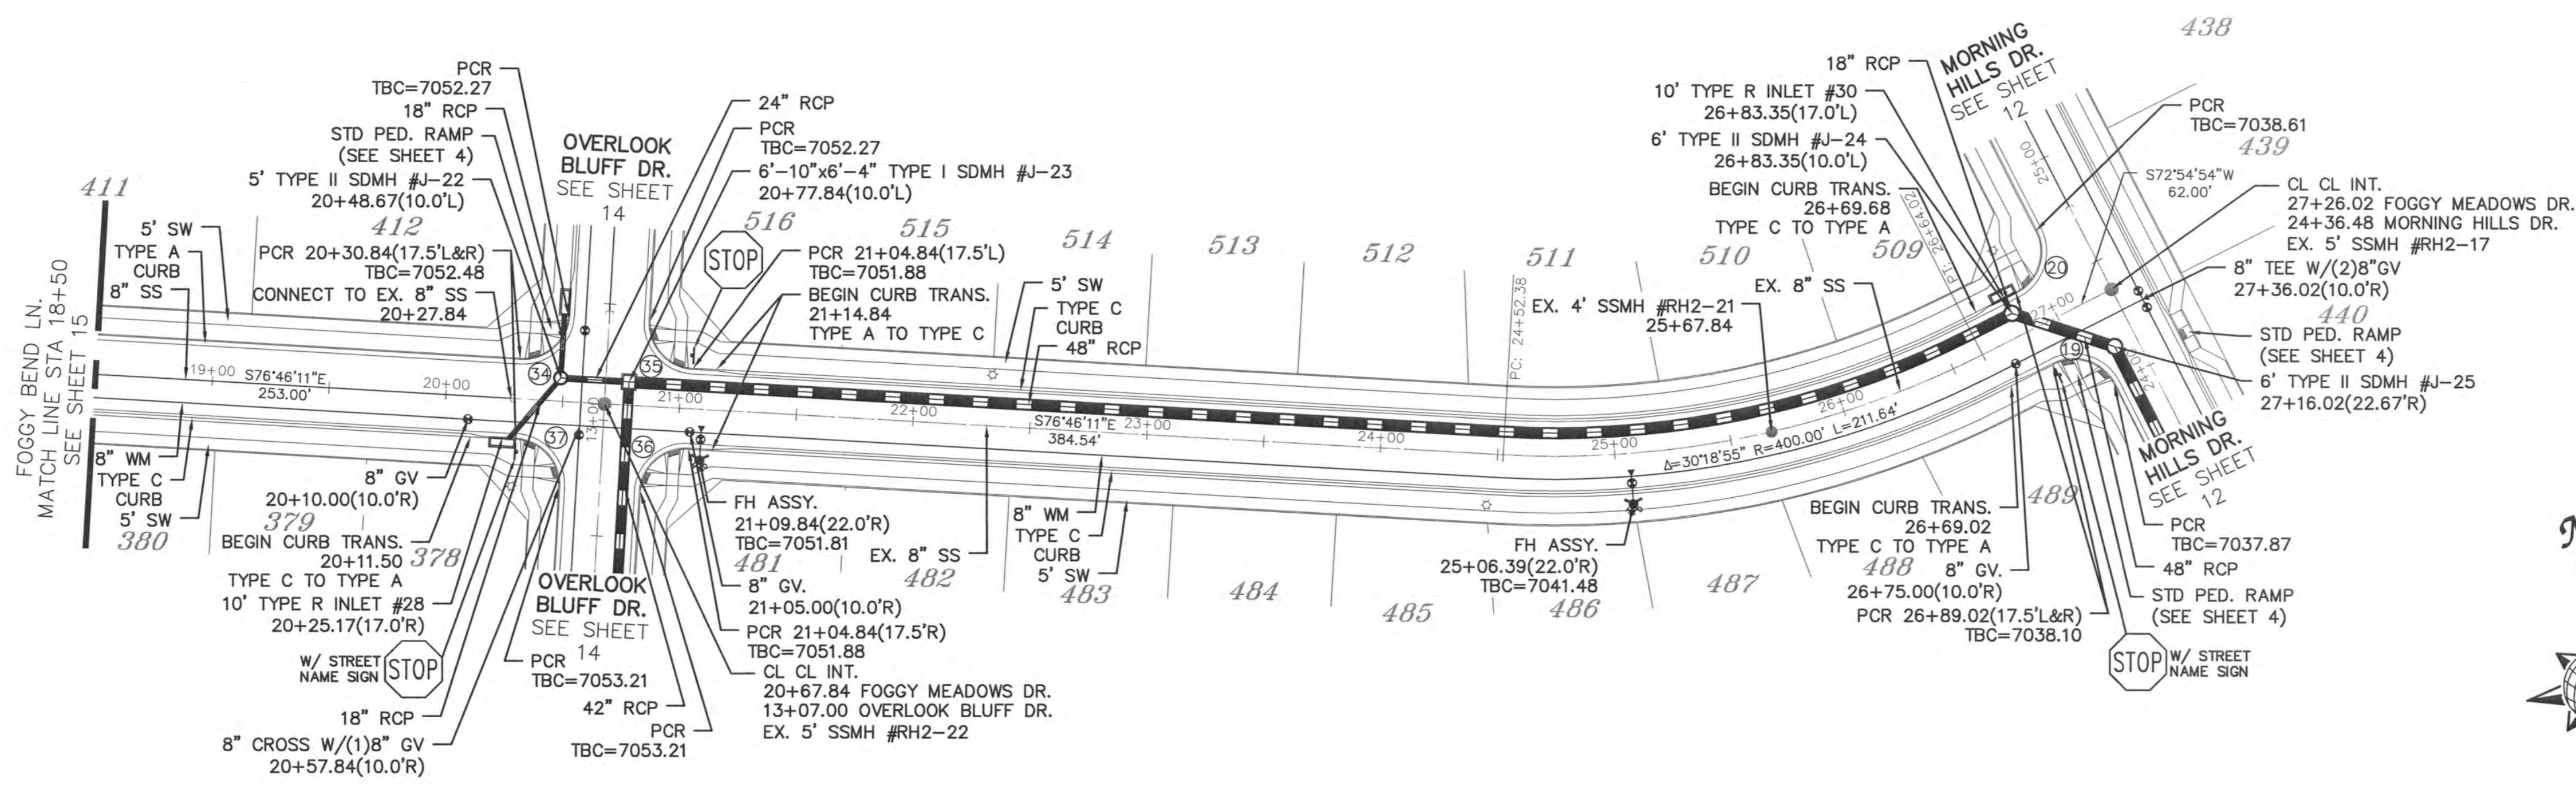 FOGGY BEND LN.
MATCH LINE STA 18+50
SEE SHEET 15
411
5' SW
TYPE A
CURB
8" SS
8" WM
TYPE C
CURB
5' SW
380
PCR
TBC=7052.27
18" RCP
STD PED. RAMP
(SEE SHEET 4)
5' TYPE II SDMH #J-22
20+48.67(10.0'L)
412
PCR 20+30.84(17.5'L&R)
TBC=7052.48
CONNECT TO EX. 8" SS
20+27.84
19+00
S76°46'11"E
253.00'
20+00
OVERLOOK
BLUFF DR.
SEE SHEET
14
24" RCP
PCR
TBC=7052.27
6'-10"x6'-4" TYPE I SDMH #J-23
20+77.84(10.0'L)
516
STOP
515
PCR 21+04.84(17.5'L)
TBC=7051.88
BEGIN CURB TRANS.
21+14.84
TYPE A TO TYPE C
34
35
36
37
13+00
8" GV
20+10.00(10.0'R)
379
BEGIN CURB TRANS.
20+11.50
TYPE C TO TYPE A
378
10' TYPE R INLET #28
20+25.17(17.0'R)
W/ STREET
NAME SIGN
STOP
18" RCP
8" CROSS W/(1)8" GV
20+57.84(10.0'R)
OVERLOOK
BLUFF DR.
SEE SHEET
14
PCR
TBC=7053.21
42" RCP
PCR
TBC=7053.21
FH ASSY.
21+09.84(22.0'R)
TBC=7051.81
481
8" GV.
21+05.00(10.0'R)
PCR 21+04.84(17.5'R)
TBC=7051.88
CL CL INT.
20+67.84 FOGGY MEADOWS DR.
13+07.00 OVERLOOK BLUFF DR.
EX. 5' SSMH #RH2-22
514
5' SW
TYPE C
CURB
48" RCP
513
512
511
510
509
21+00
22+00
S76°46'11"E
384.54'
23+00
24+00
PC: 24+52.38
25+00
26+00
Δ=30°18'55" R=400.00' L=211.64'
EX. 8" SS
482
8" WM
TYPE C
CURB
5' SW
483
484
485
486
487
FH ASSY.
25+06.39(22.0'R)
TBC=7041.48
EX. 4' SSMH #RH2-21
25+67.84
EX. 8" SS
18" RCP
10' TYPE R INLET #30
26+83.35(17.0'L)
6' TYPE II SDMH #J-24
26+83.35(10.0'L)
BEGIN CURB TRANS.
26+69.68
TYPE C TO TYPE A
PT: 26+64.02
MORNING
HILLS DR.
SEE SHEET
12
438
PCR
TBC=7038.61
439
25+00
S72°54'54"W
62.00'
CL CL INT.
27+26.02 FOGGY MEADOWS DR.
24+36.48 MORNING HILLS DR.
EX. 5' SSMH #RH2-17
8" TEE W/(2)8"GV
27+36.02(10.0'R)
440
STD PED. RAMP
(SEE SHEET 4)
6' TYPE II SDMH #J-25
27+16.02(22.67'R)
20
27+00
19
24+00
MORNING
HILLS DR.
SEE SHEET
12
489
BEGIN CURB TRANS.
26+69.02
TYPE C TO TYPE A
488
8" GV.
26+75.00(10.0'R)
PCR 26+89.02(17.5'L&R)
TBC=7038.10
PCR
TBC=7037.87
48" RCP
STD PED. RAMP
(SEE SHEET 4)
STOP
W/ STREET
NAME SIGN